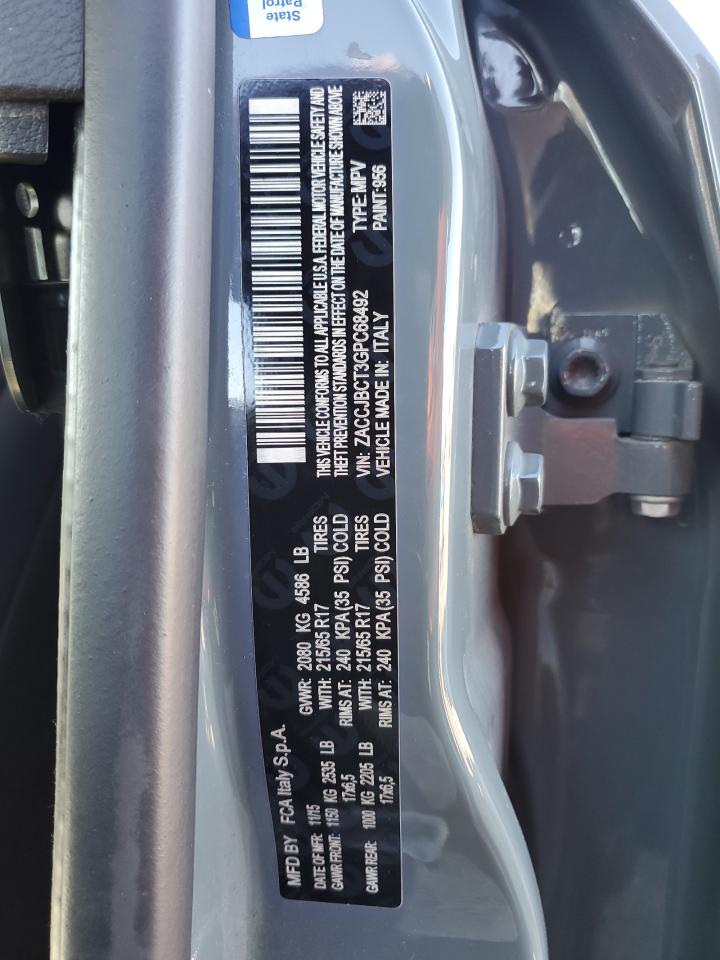 State
Patrol
MFD BY FCA Italy S.p.A.
DATE OF MFR: 11/15 GVWR: 2080 KG 4586 LB
GAWR FRONT: 1150 KG 2535 LB WITH: 215/65 R17 TIRES
17x6,5 RIMS AT: 240 KPA (35 PSI) COLD
GAWR REAR: 1000 KG 2205 LB WITH: 215/65 R17 TIRES
17x6,5 RIMS AT: 240 KPA (35 PSI) COLD
THIS VEHICLE CONFORMS TO ALL APPLICABLE U.S.A. FEDERAL MOTOR VEHICLE SAFETY AND
THEFT PREVENTION STANDARDS IN EFFECT ON THE DATE OF MANUFACTURE SHOWN ABOVE
VIN: ZACCJBCT3GPC68492 TYPE: MPV
VEHICLE MADE IN: ITALY PAINT: 956